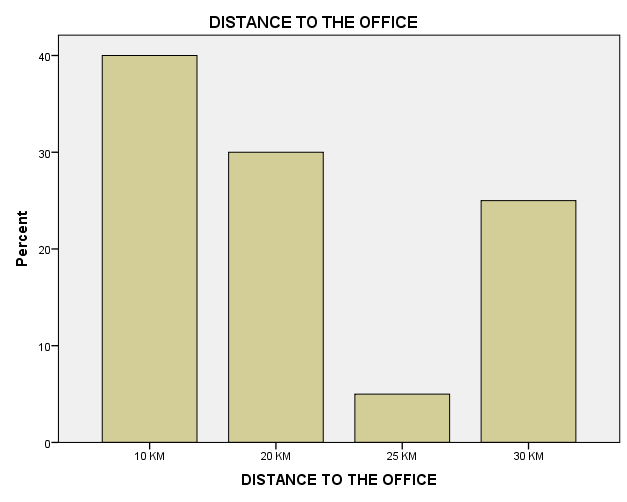 DISTANCE TO THE OFFICE
Percent
40
30
20
10
0
10 KM 20 KM 25 KM 30 KM
DISTANCE TO THE OFFICE